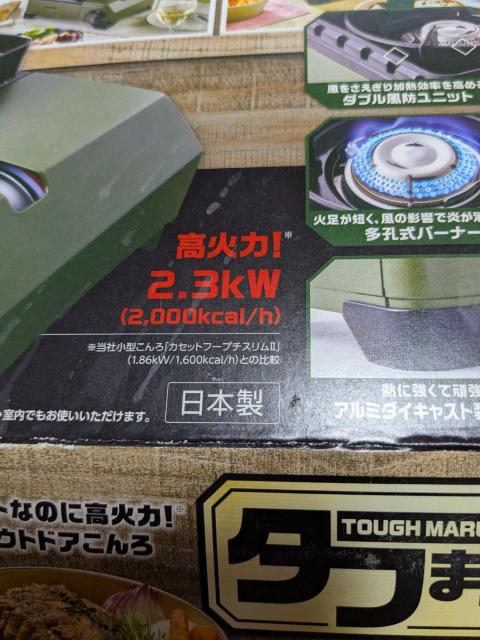 風をさえぎり加熱効率を高め
ダブル風防ユニット
火足が短く、風の影響で炎が
多孔式バーナー
高火力!※
2.3kW
(2,000kcal/h)
※当社小型こんろ「カセットフープチスリムⅡ」
(1.86kW/1,600kcal/h)との比較
熱に強くて頑強
アルミダイキャスト
室内でもお使いいただけます。
日本製
トなのに高火力!※
ウトドアこんろ
TOUGH MARU
タフま